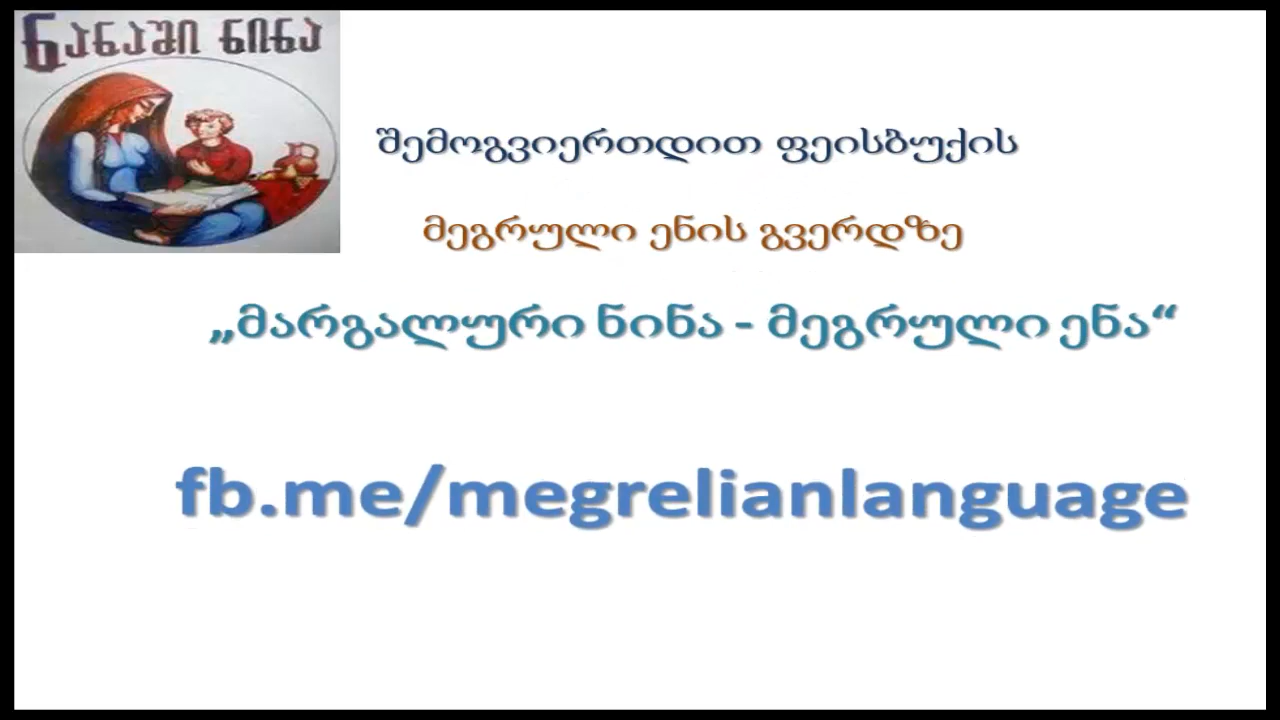 ნანაში ნინა
შემოგვიერთდით ფეისბუქის
მეგრული ენის გვერდზე
„მარგალური ნინა - მეგრული ენა“
fb.me/megrelianlanguage